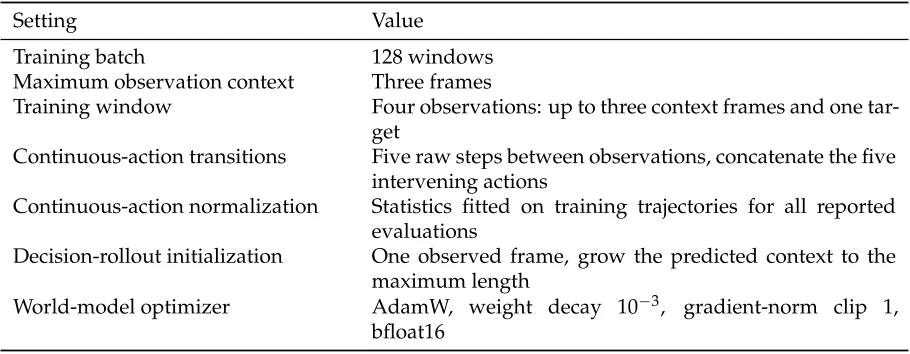 Setting Value
Training batch 128 windows
Maximum observation context Three frames
Training window Four observations: up to three context frames and one tar-
get
Continuous-action transitions Five raw steps between observations, concatenate the five
intervening actions
Continuous-action normalization Statistics fitted on training trajectories for all reported
evaluations
Decision-rollout initialization One observed frame, grow the predicted context to the
maximum length
World-model optimizer AdamW, weight decay 10⁻³, gradient-norm clip 1,
bfloat16